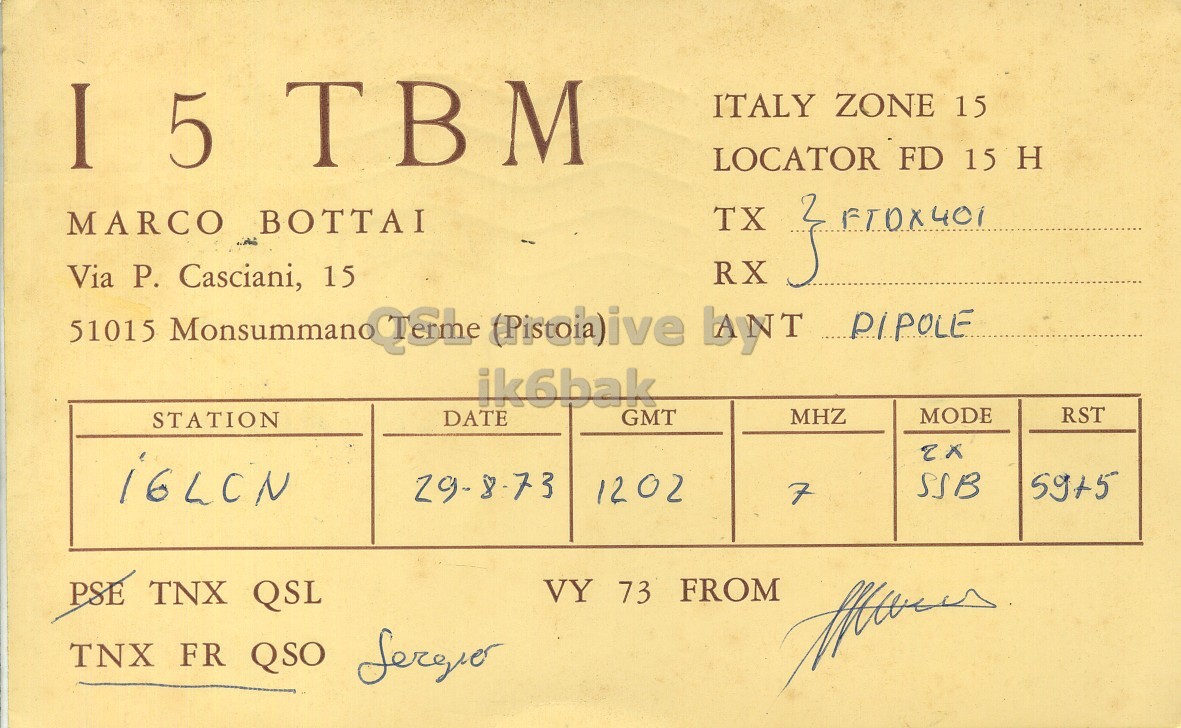 I 5 TBM
MARCO BOTTAI
Via P. Casciani, 15
51015 Monsummano Terme (Pistoia)
ITALY ZONE 15
LOCATOR FD 15 H
TX FTDX401
RX
ANT DIPOLE
QSL archive by
ik6bak
STATION DATE GMT MHZ MODE RST
i6LCN 29-8-73 1202 7 2X SSB 59+5
PSE TNX QSL
VY 73 FROM
TNX FR QSO Sergio